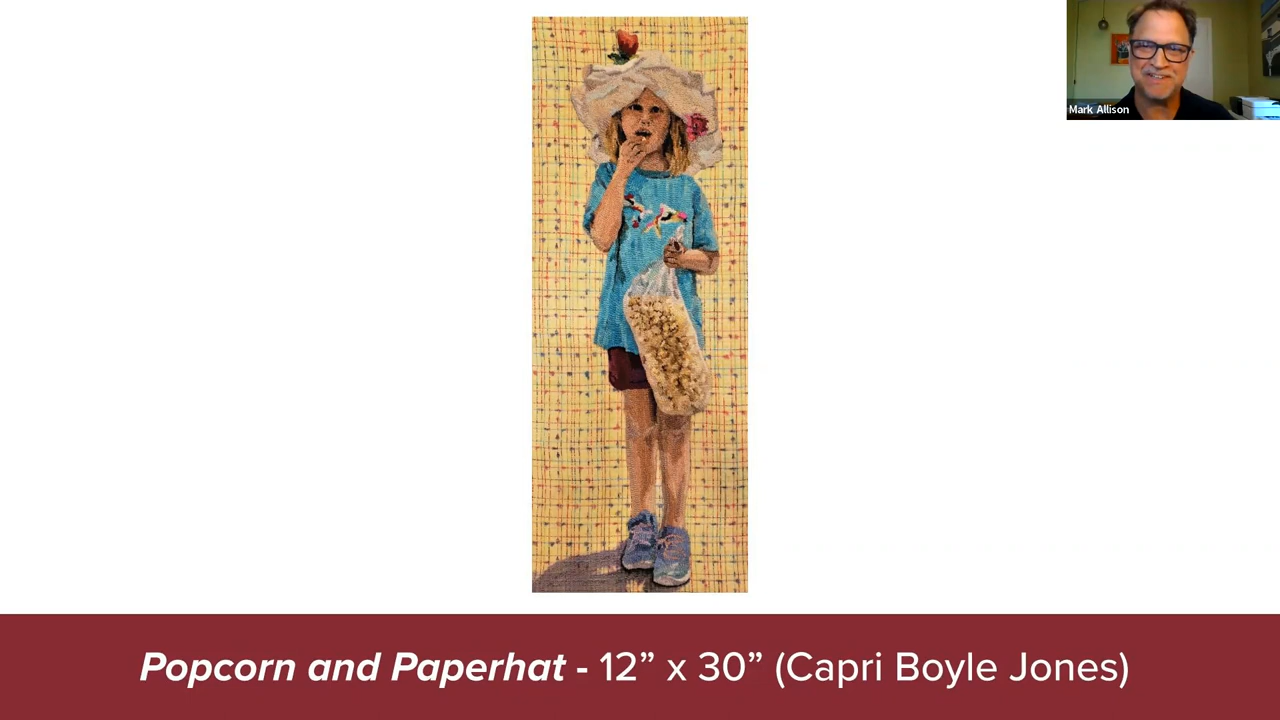 Mark Allison
Popcorn and Paperhat - 12” x 30” (Capri Boyle Jones)